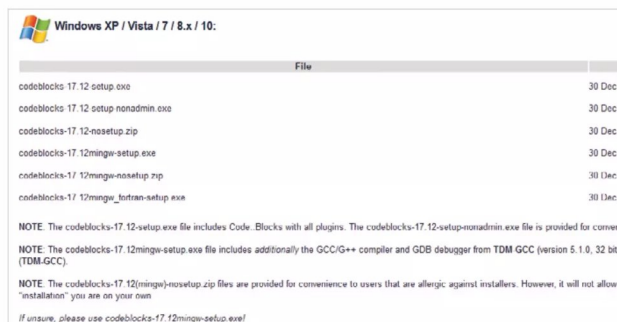 Windows XP / Vista / 7 / 8.x / 10:
File
codeblocks-17.12-setup.exe 30 Dec
codeblocks-17.12-setup-nonadmin.exe 30 Dec
codeblocks-17.12-nosetup.zip 30 Dec
codeblocks-17.12mingw-setup.exe 30 Dec
codeblocks-17.12mingw-nosetup.zip 30 Dec
codeblocks-17.12mingw_fortran-setup.exe 30 Dec
NOTE: The codeblocks-17.12-setup.exe file includes Code::Blocks with all plugins. The codeblocks-17.12-setup-nonadmin.exe file is provided for
NOTE: The codeblocks-17.12mingw-setup.exe file includes additionally the GCC/G++ compiler and GDB debugger from TDM-GCC (version 5.1.0, 32 bit
(TDM-GCC).
NOTE: The codeblocks-17.12(mingw)-nosetup.zip files are provided for convenience to users that are allergic against installers. However, it will not allow
"installation" you are on your own
If unsure, please use codeblocks-17.12mingw-setup.exe!